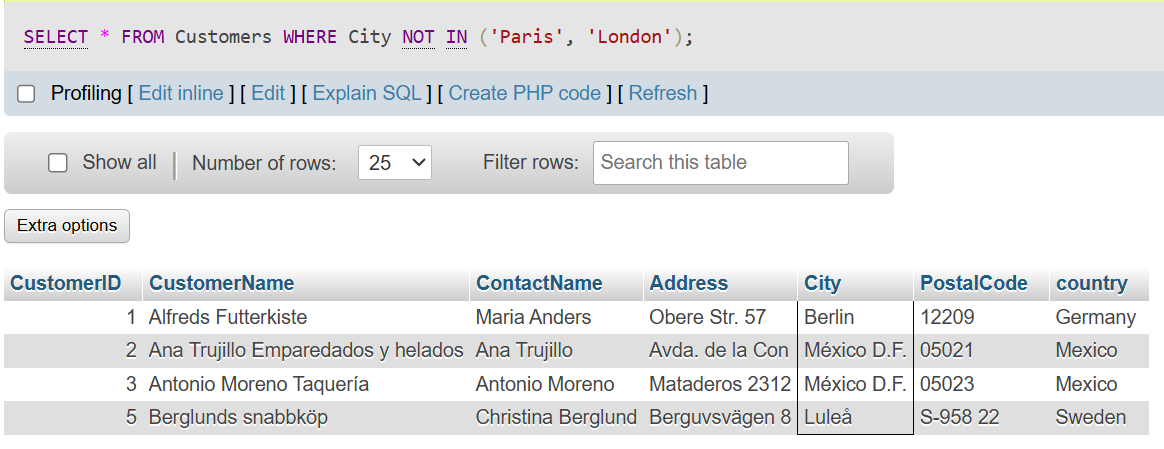 SELECT * FROM Customers WHERE City NOT IN ('Paris', 'London');
Profiling [ Edit inline ] [ Edit ] [ Explain SQL ] [ Create PHP code ] [ Refresh ]
Show all | Number of rows: 25 Filter rows: Search this table
Extra options
CustomerID CustomerName ContactName Address City PostalCode country
1 Alfreds Futterkiste Maria Anders Obere Str. 57 Berlin 12209 Germany
2 Ana Trujillo Emparedados y helados Ana Trujillo Avda. de la Con México D.F. 05021 Mexico
3 Antonio Moreno Taquería Antonio Moreno Mataderos 2312 México D.F. 05023 Mexico
5 Berglunds snabbköp Christina Berglund Berguvsvägen 8 Luleå S-958 22 Sweden